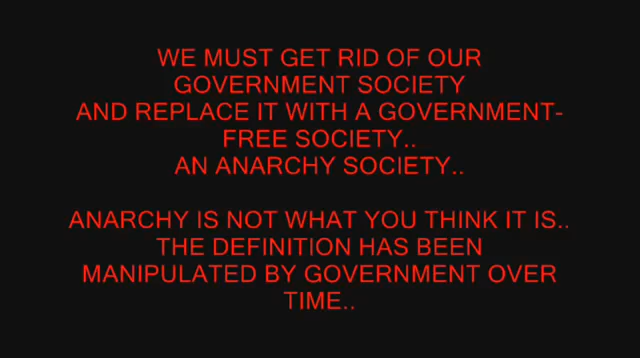 WE MUST GET RID OF OUR
GOVERNMENT SOCIETY
AND REPLACE IT WITH A GOVERNMENT-
FREE SOCIETY..
AN ANARCHY SOCIETY..
ANARCHY IS NOT WHAT YOU THINK IT IS..
THE DEFINITION HAS BEEN
MANIPULATED BY GOVERNMENT OVER
TIME..